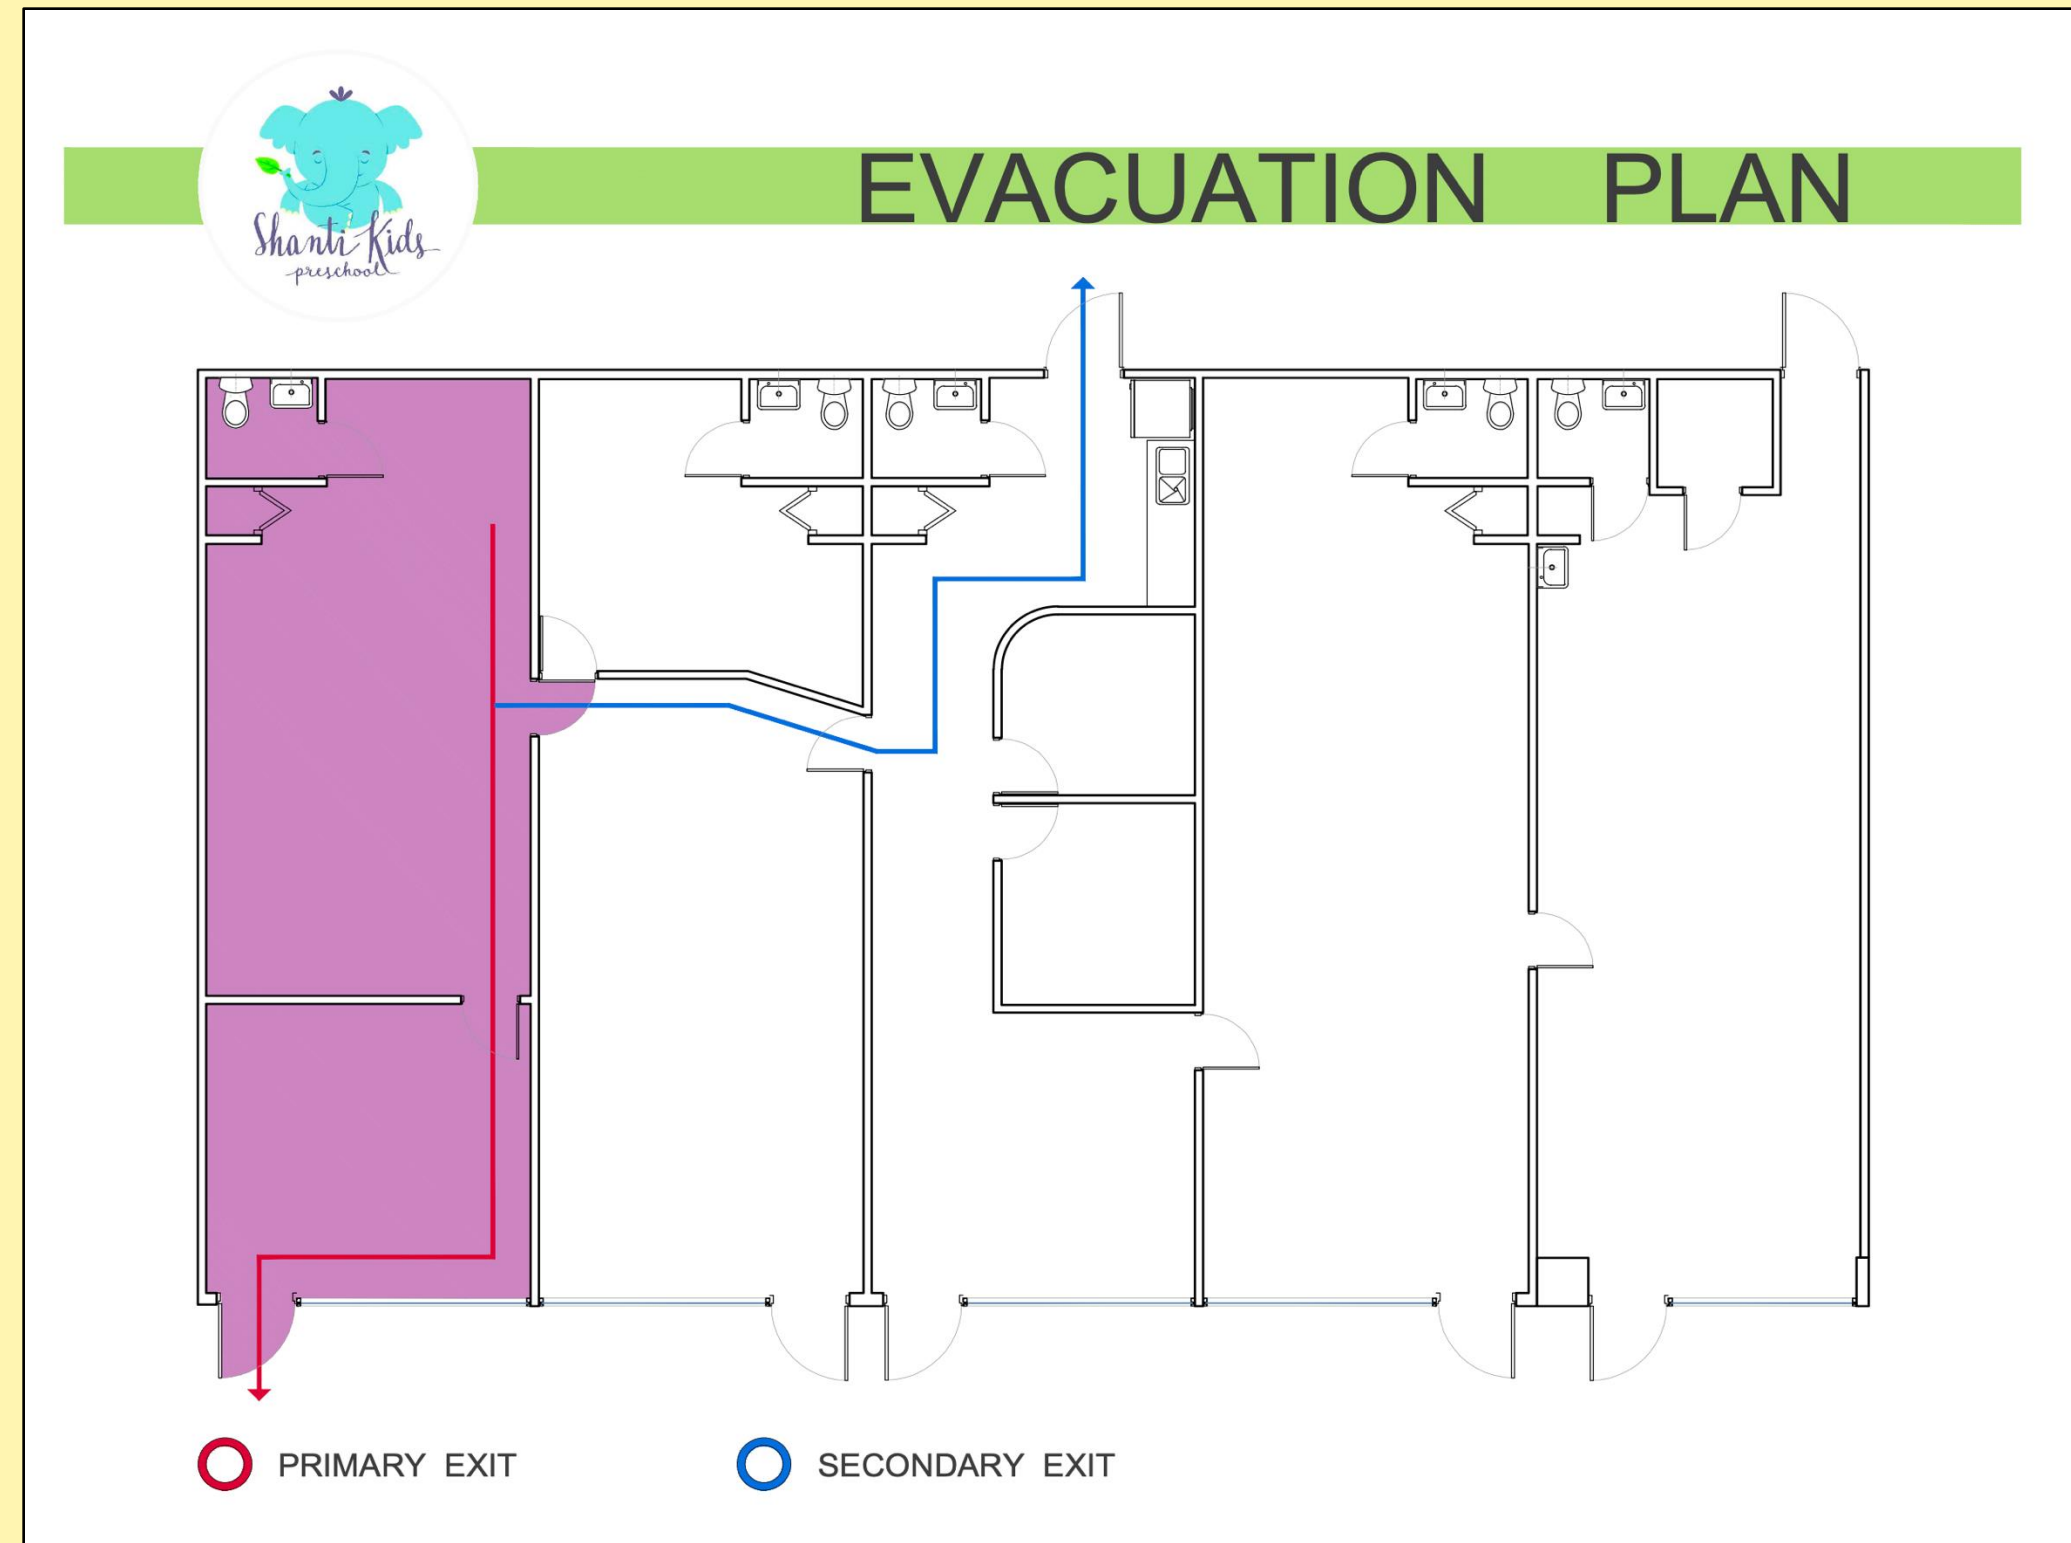 Shanti Kids
preschool
EVACUATION PLAN
PRIMARY EXIT
SECONDARY EXIT